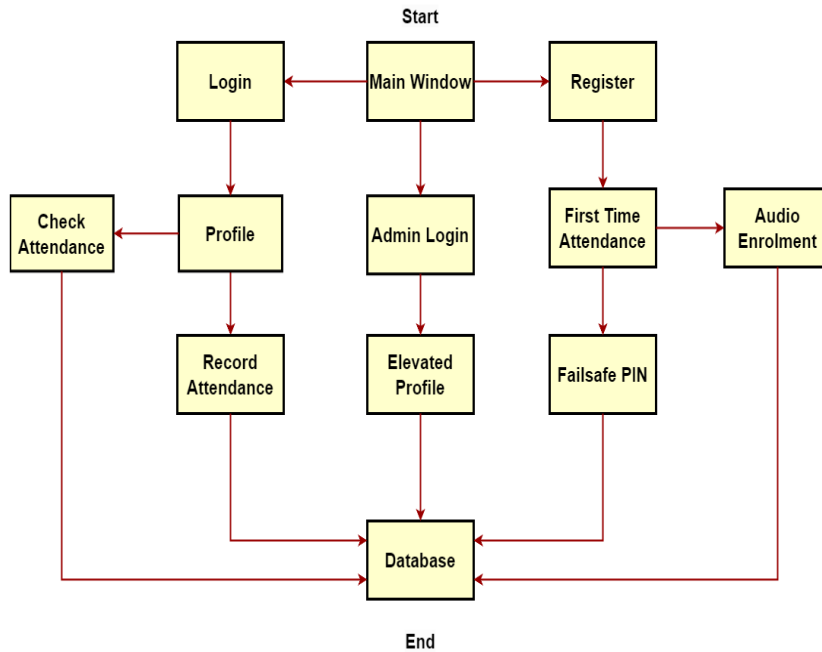 Start
Login
Main Window
Register
Check
Attendance
Profile
Admin Login
First Time
Attendance
Audio
Enrolment
Record
Attendance
Elevated
Profile
Failsafe PIN
Database
End